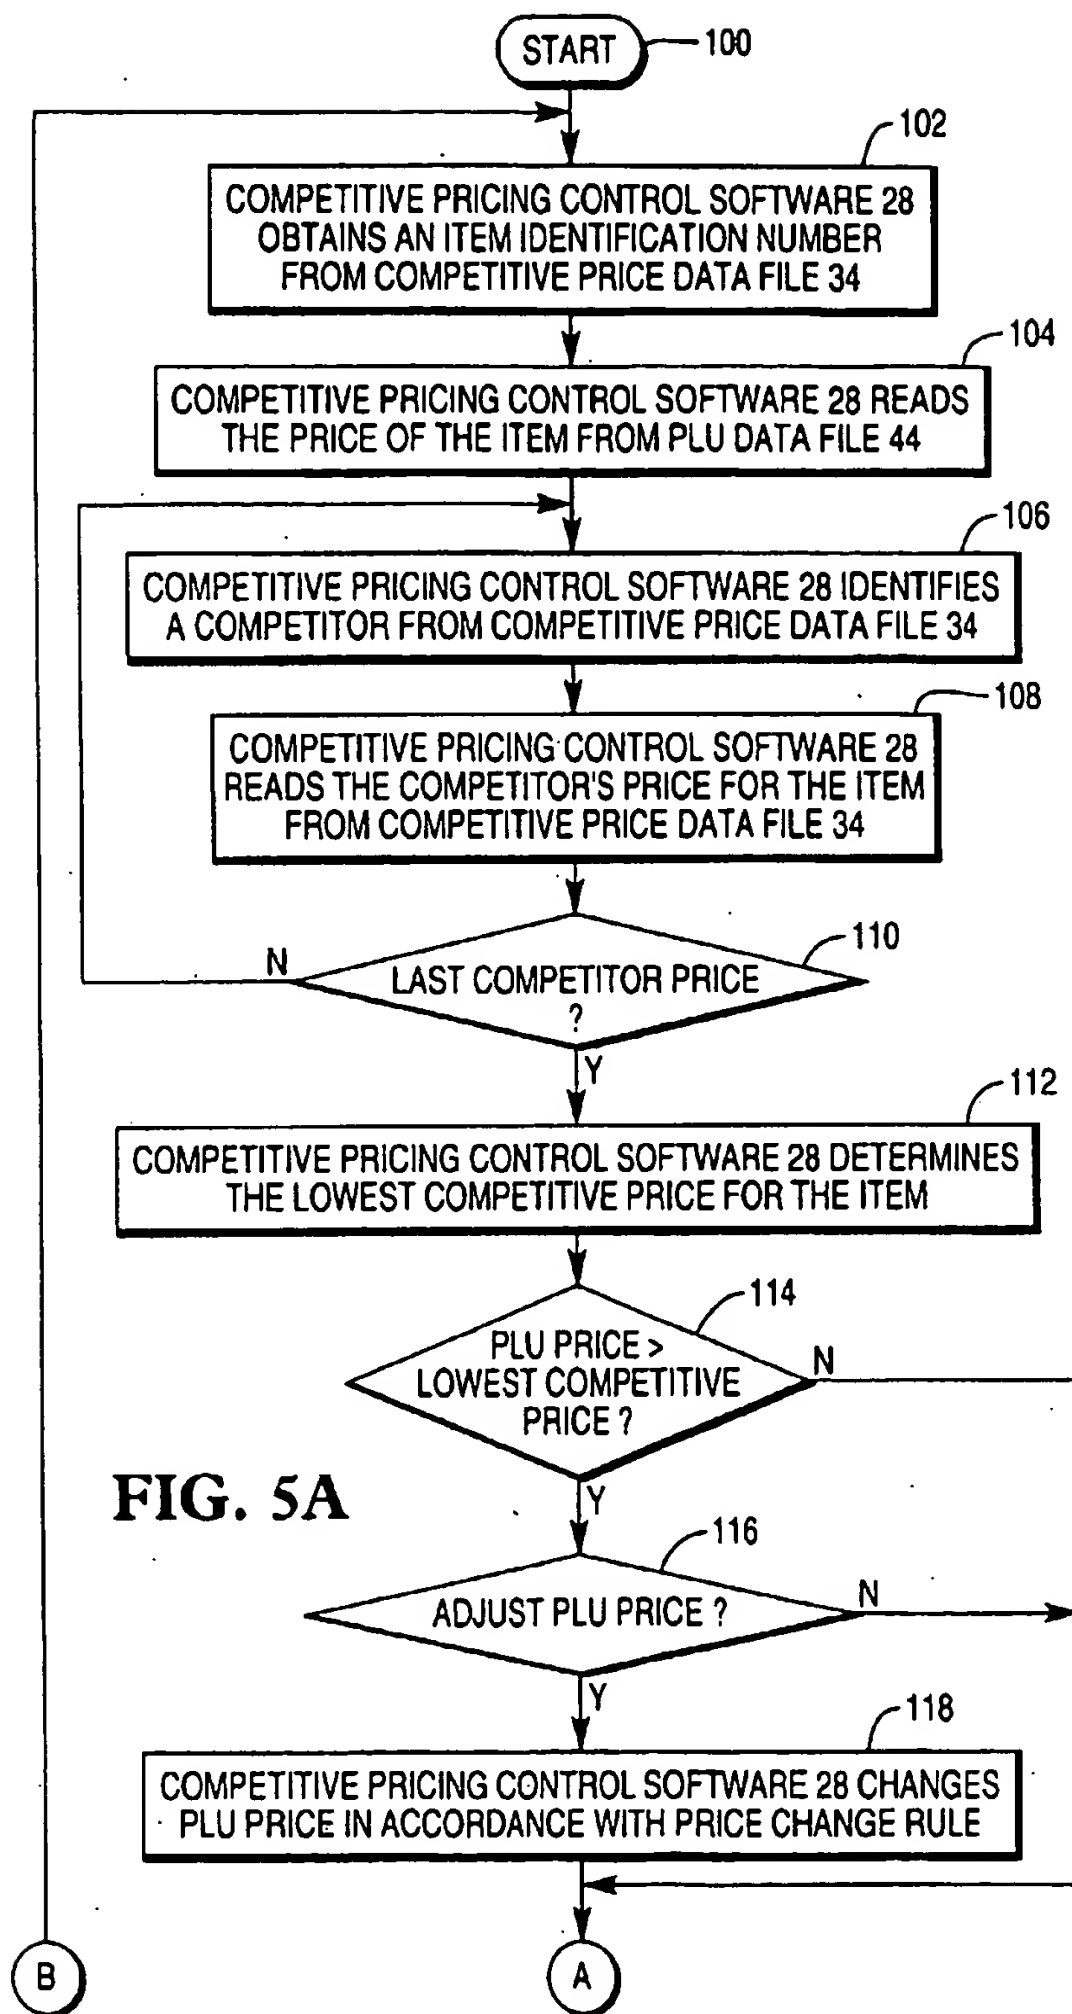 START
100
102
COMPETITIVE PRICING CONTROL SOFTWARE 28
OBTAINS AN ITEM IDENTIFICATION NUMBER
FROM COMPETITIVE PRICE DATA FILE 34
104
COMPETITIVE PRICING CONTROL SOFTWARE 28 READS
THE PRICE OF THE ITEM FROM PLU DATA FILE 44
106
COMPETITIVE PRICING CONTROL SOFTWARE 28 IDENTIFIES
A COMPETITOR FROM COMPETITIVE PRICE DATA FILE 34
108
COMPETITIVE PRICING CONTROL SOFTWARE 28
READS THE COMPETITOR'S PRICE FOR THE ITEM
FROM COMPETITIVE PRICE DATA FILE 34
110
N
LAST COMPETITOR PRICE
?
Y
112
COMPETITIVE PRICING CONTROL SOFTWARE 28 DETERMINES
THE LOWEST COMPETITIVE PRICE FOR THE ITEM
114
PLU PRICE >
LOWEST COMPETITIVE
PRICE ?
N
Y
FIG. 5A
116
ADJUST PLU PRICE ?
N
Y
118
COMPETITIVE PRICING CONTROL SOFTWARE 28 CHANGES
PLU PRICE IN ACCORDANCE WITH PRICE CHANGE RULE
B
A